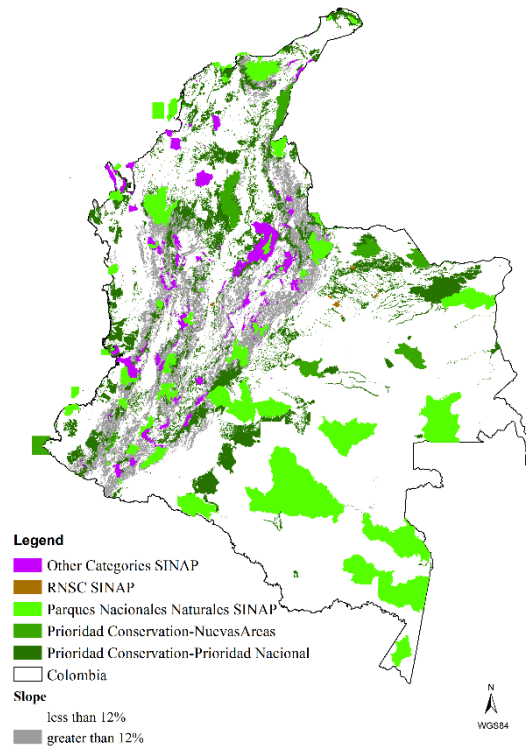 Legend
Other Categories SINAP
RNSC SINAP
Parques Nacionales Naturales SINAP
Prioridad Conservation-NuevasAreas
Prioridad Conservation-Prioridad Nacional
Colombia
Slope
less than 12%
greater than 12%
N
WGS84